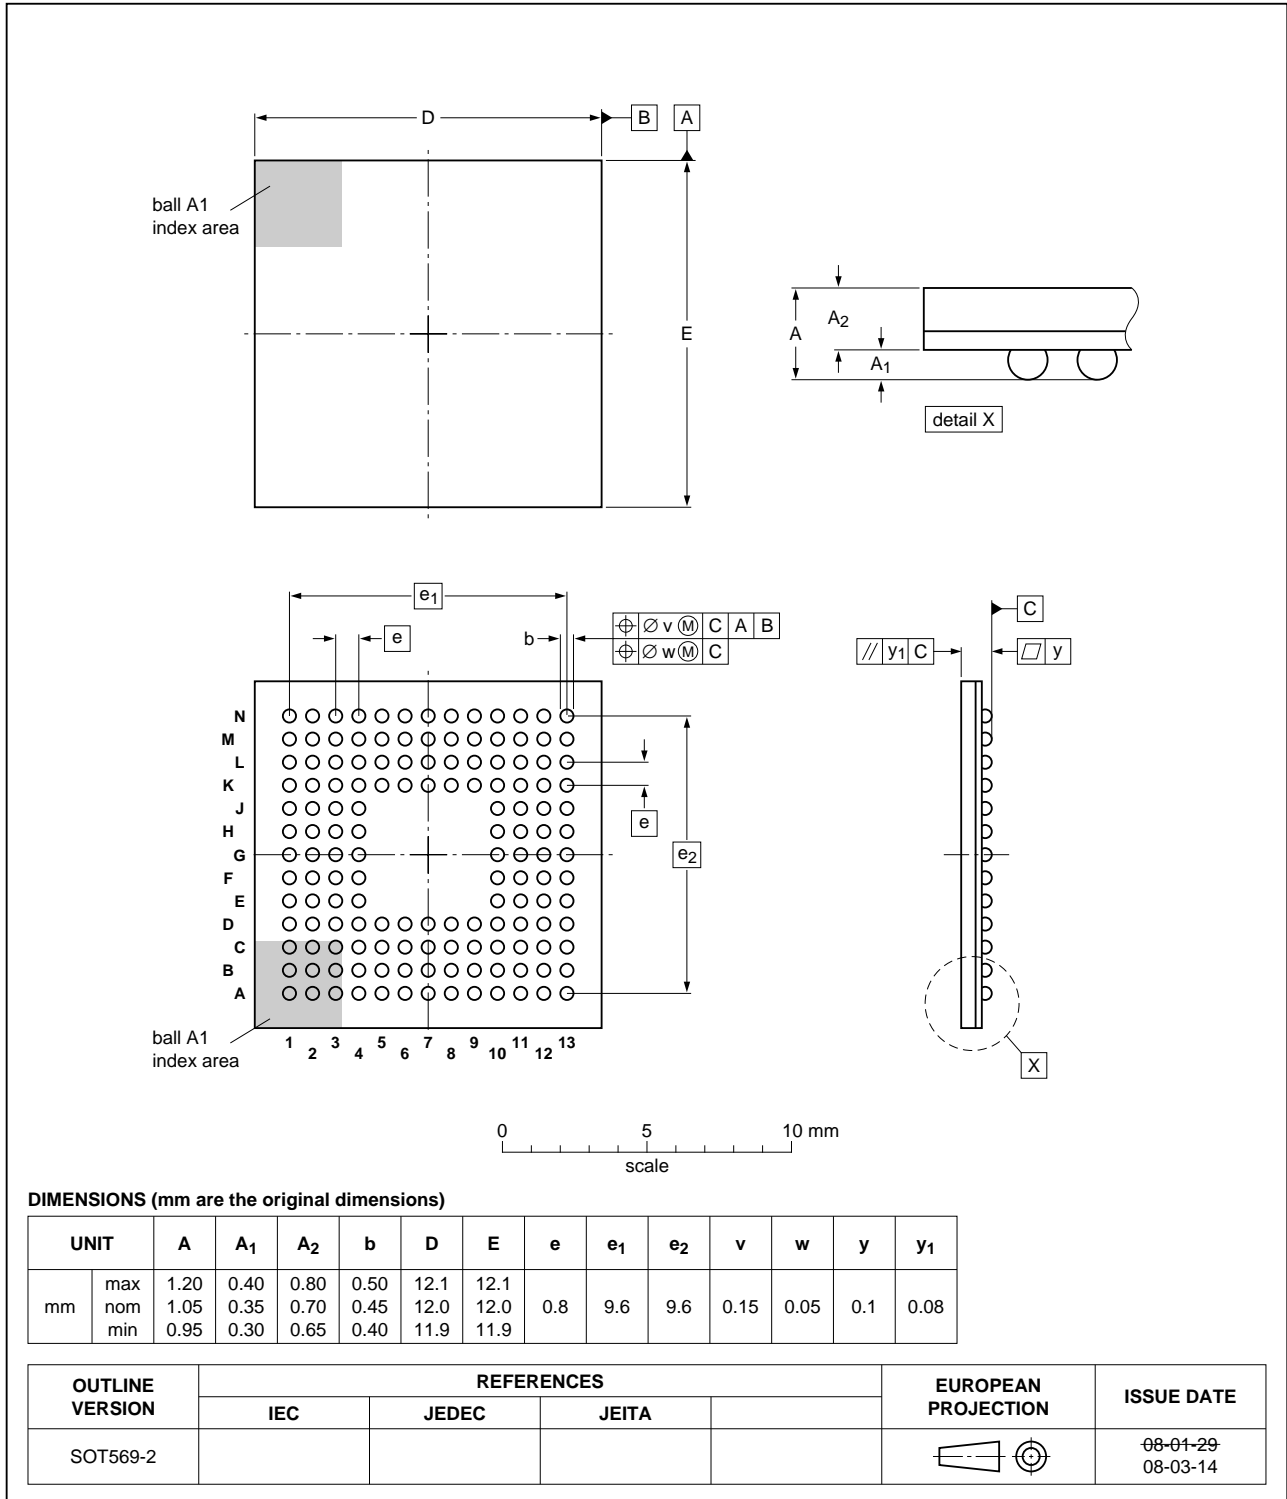 D
B
A
ball A1
index area
E
A
A2
A1
detail X
e1
e
b
⌖ Ø v Ⓜ C A B
⌖ Ø w Ⓜ C
C
// y1 C
▱ y
N
M
L
K
J
H
G
F
E
D
C
B
A
e
e2
ball A1
index area
1 2 3 4 5 6 7 8 9 10 11 12 13
X
0 5 10 mm
scale
DIMENSIONS (mm are the original dimensions)
UNIT A A1 A2 b D E e e1 e2 v w y y1
mm
max 1.20 0.40 0.80 0.50 12.1 12.1
nom 1.05 0.35 0.70 0.45 12.0 12.0 0.8 9.6 9.6 0.15 0.05 0.1 0.08
min 0.95 0.30 0.65 0.40 11.9 11.9
OUTLINE VERSION
REFERENCES
IEC JEDEC JEITA
EUROPEAN PROJECTION
ISSUE DATE
SOT569-2
08-01-29
08-03-14